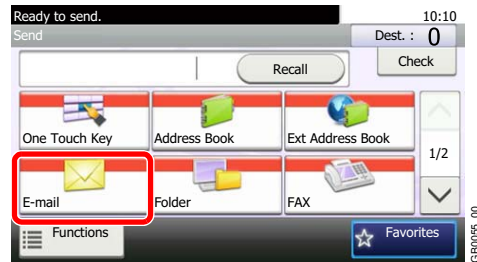 Ready to send.
10:10
Send
Dest. : 0
Recall
Check
One Touch Key
Address Book
Ext Address Book
1/2
E-mail
Folder
FAX
Functions
Favorites
GB0055_00